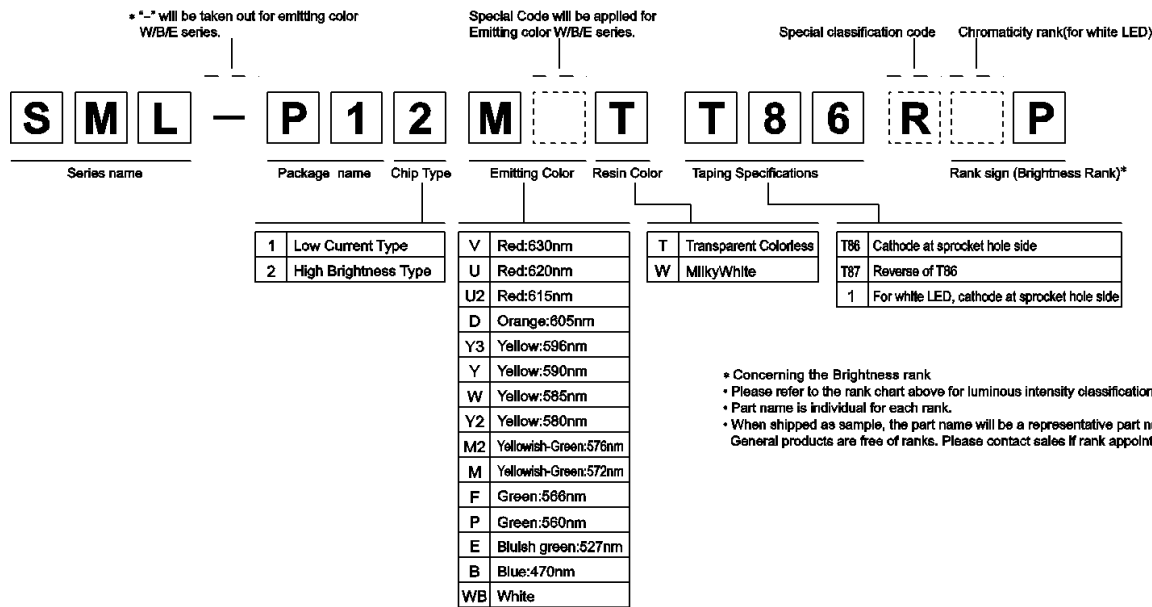 * "–" will be taken out for emitting color
W/B/E series.
Special Code will be applied for
Emitting color W/B/E series.
Special classification code
Chromaticity rank(for white LED)
S M L – P 1 2 M T T 8 6 R P
Series name
Package name
Chip Type
Emitting Color
Resin Color
Taping Specifications
Rank sign (Brightness Rank)*
1 Low Current Type
2 High Brightness Type
V Red:630nm
U Red:620nm
U2 Red:615nm
D Orange:605nm
Y3 Yellow:596nm
Y Yellow:590nm
W Yellow:585nm
Y2 Yellow:580nm
M2 Yellowish-Green:576nm
M Yellowish-Green:572nm
F Green:566nm
P Green:560nm
E Bluish green:527nm
B Blue:470nm
WB White
T Transparent Colorless
W MilkyWhite
T86 Cathode at sprocket hole side
T87 Reverse of T86
1 For white LED, cathode at sprocket hole side
* Concerning the Brightness rank
• Please refer to the rank chart above for luminous intensity classification
• Part name is individual for each rank.
• When shipped as sample, the part name will be a representative part
General products are free of ranks. Please contact sales if rank